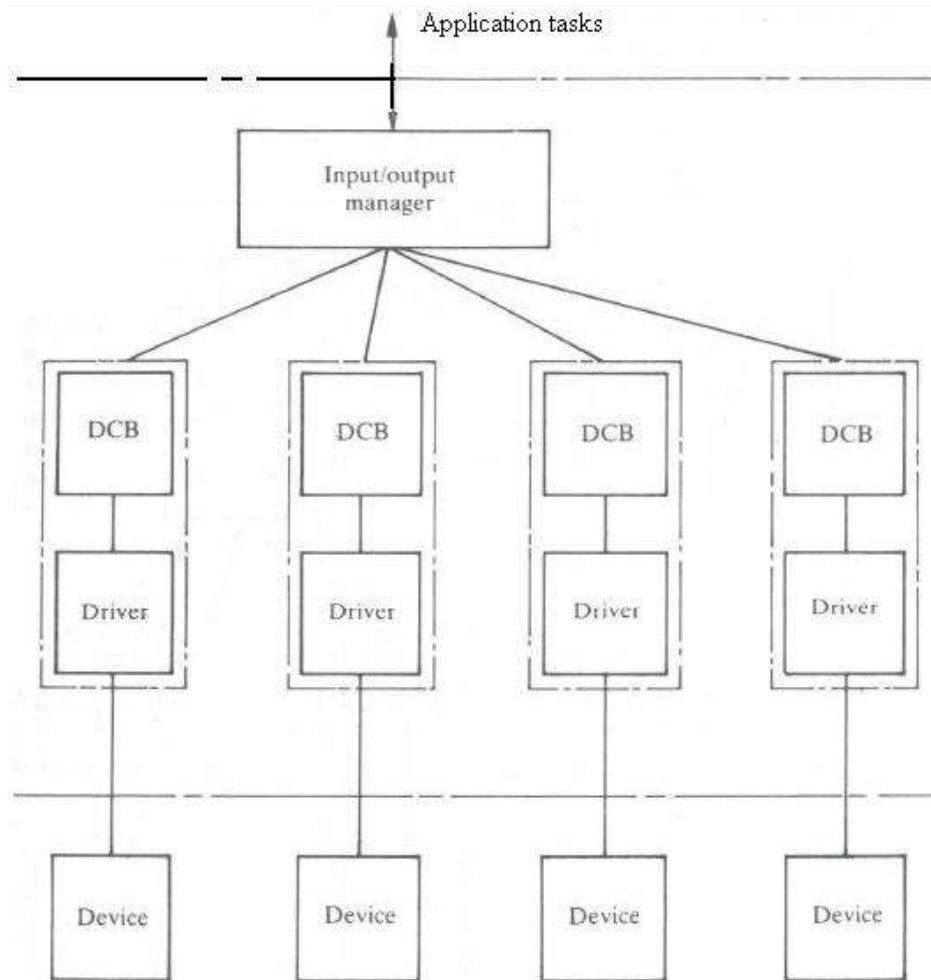 Application tasks
Input/output
manager
DCB
DCB
DCB
DCB
Driver
Driver
Driver
Driver
Device
Device
Device
Device